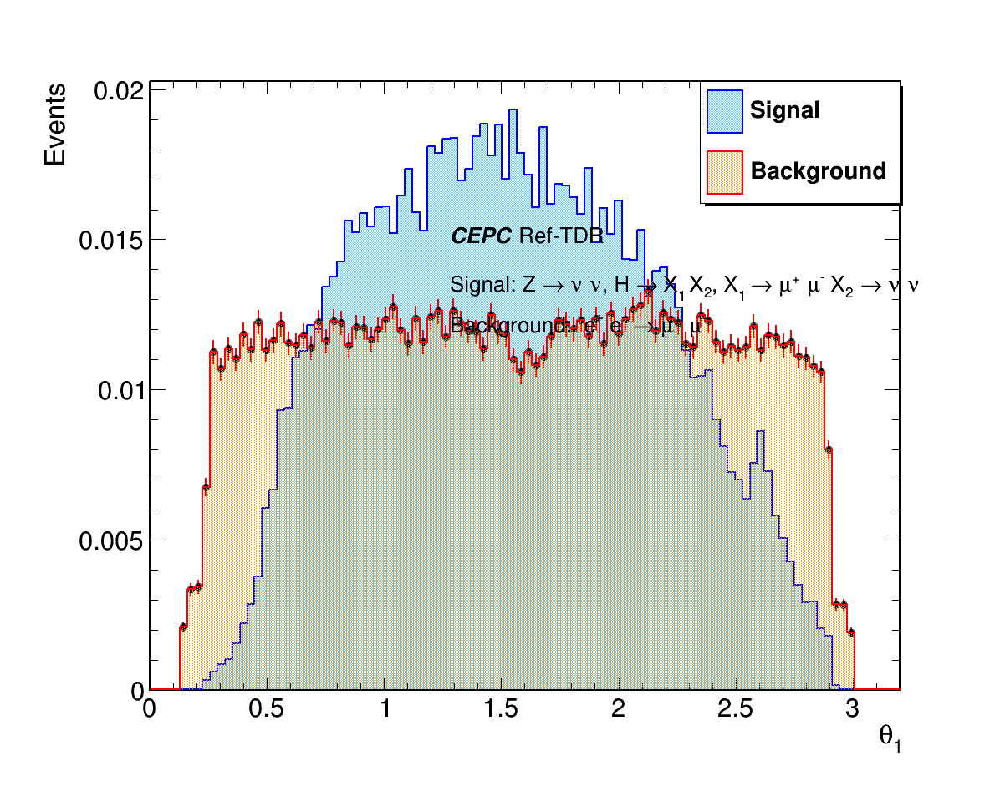 Events
0.02
0.015
0.01
0.005
0
Signal
Background
CEPC Ref-TDR
Signal: Z → ν ν, H → X₁ X₂, X₁ → μ⁺ μ⁻ X₂ → ν ν
Background: e⁻ e⁻ → μ⁻ μ
0 0.5 1 1.5 2 2.5 3
θ₁